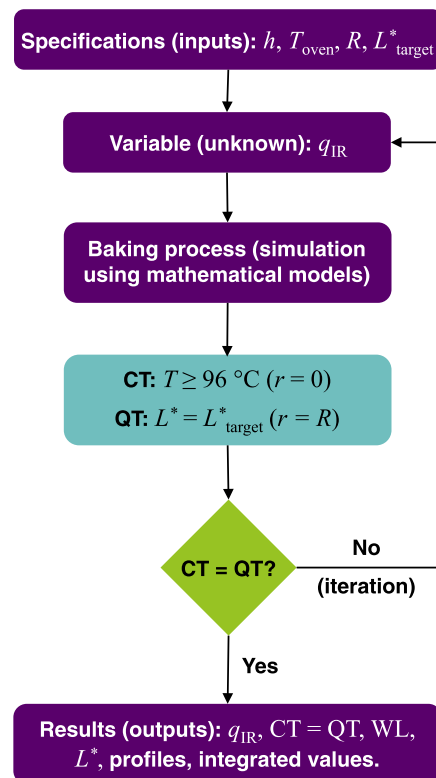 Specifications (inputs): h, T_oven, R, L*_target
Variable (unknown): q_IR
Baking process (simulation
using mathematical models)
CT: T ≥ 96 °C (r = 0)
QT: L* = L*_target (r = R)
CT = QT?
No
(iteration)
Yes
Results (outputs): q_IR, CT = QT, WL,
L*, profiles, integrated values.